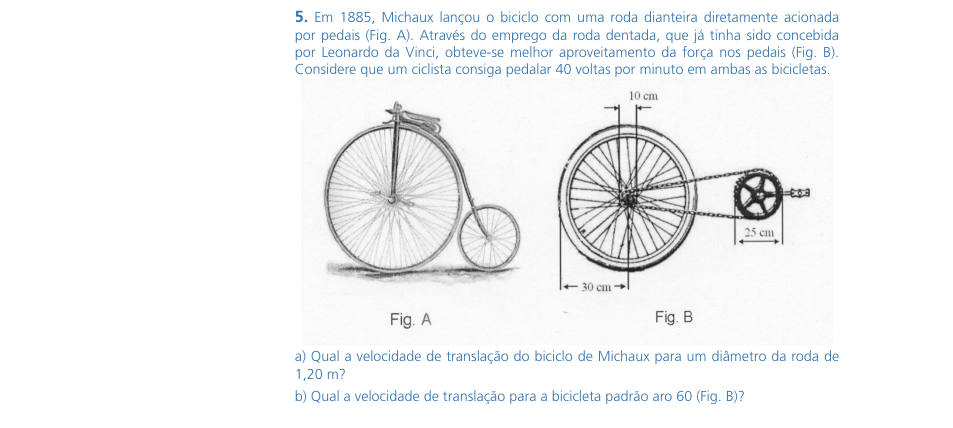 5. Em 1885, Michaux lançou o biciclo com uma roda dianteira diretamente acionada
por pedais (Fig. A). Através do emprego da roda dentada, que já tinha sido concebida
por Leonardo da Vinci, obteve-se melhor aproveitamento da força nos pedais (Fig. B).
Considere que um ciclista consiga pedalar 40 voltas por minuto em ambas as bicicletas.
10 cm
25 cm
30 cm
Fig. A
Fig. B
a) Qual a velocidade de translação do biciclo de Michaux para um diâmetro da roda de
1,20 m?
b) Qual a velocidade de translação para a bicicleta padrão aro 60 (Fig. B)?